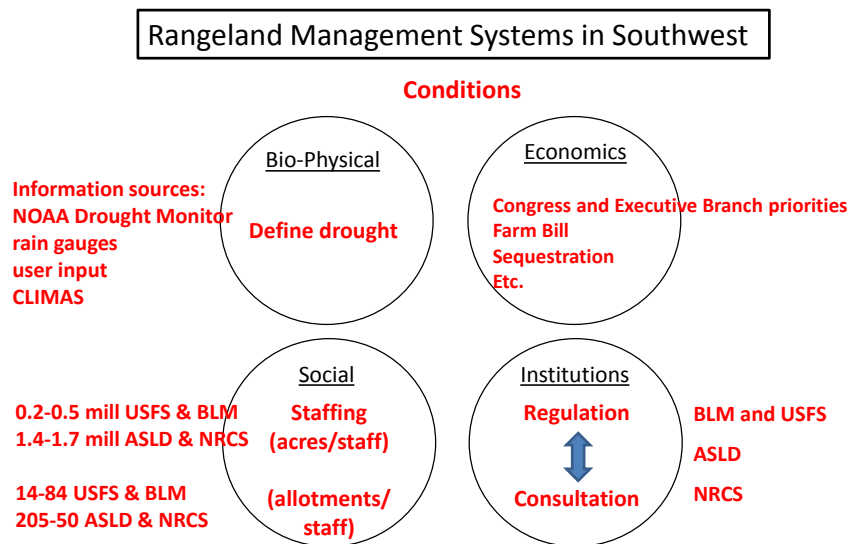 Rangeland Management Systems in Southwest
Conditions
Bio-Physical
Define drought
Information sources:
NOAA Drought Monitor
rain gauges
user input
CLIMAS
Economics
Congress and Executive Branch priorities
Farm Bill
Sequestration
Etc.
Social
Staffing
(acres/staff)
(allotments/
staff)
0.2-0.5 mill USFS & BLM
1.4-1.7 mill ASLD & NRCS
14-84 USFS & BLM
205-50 ASLD & NRCS
Institutions
Regulation
Consultation
BLM and USFS
ASLD
NRCS